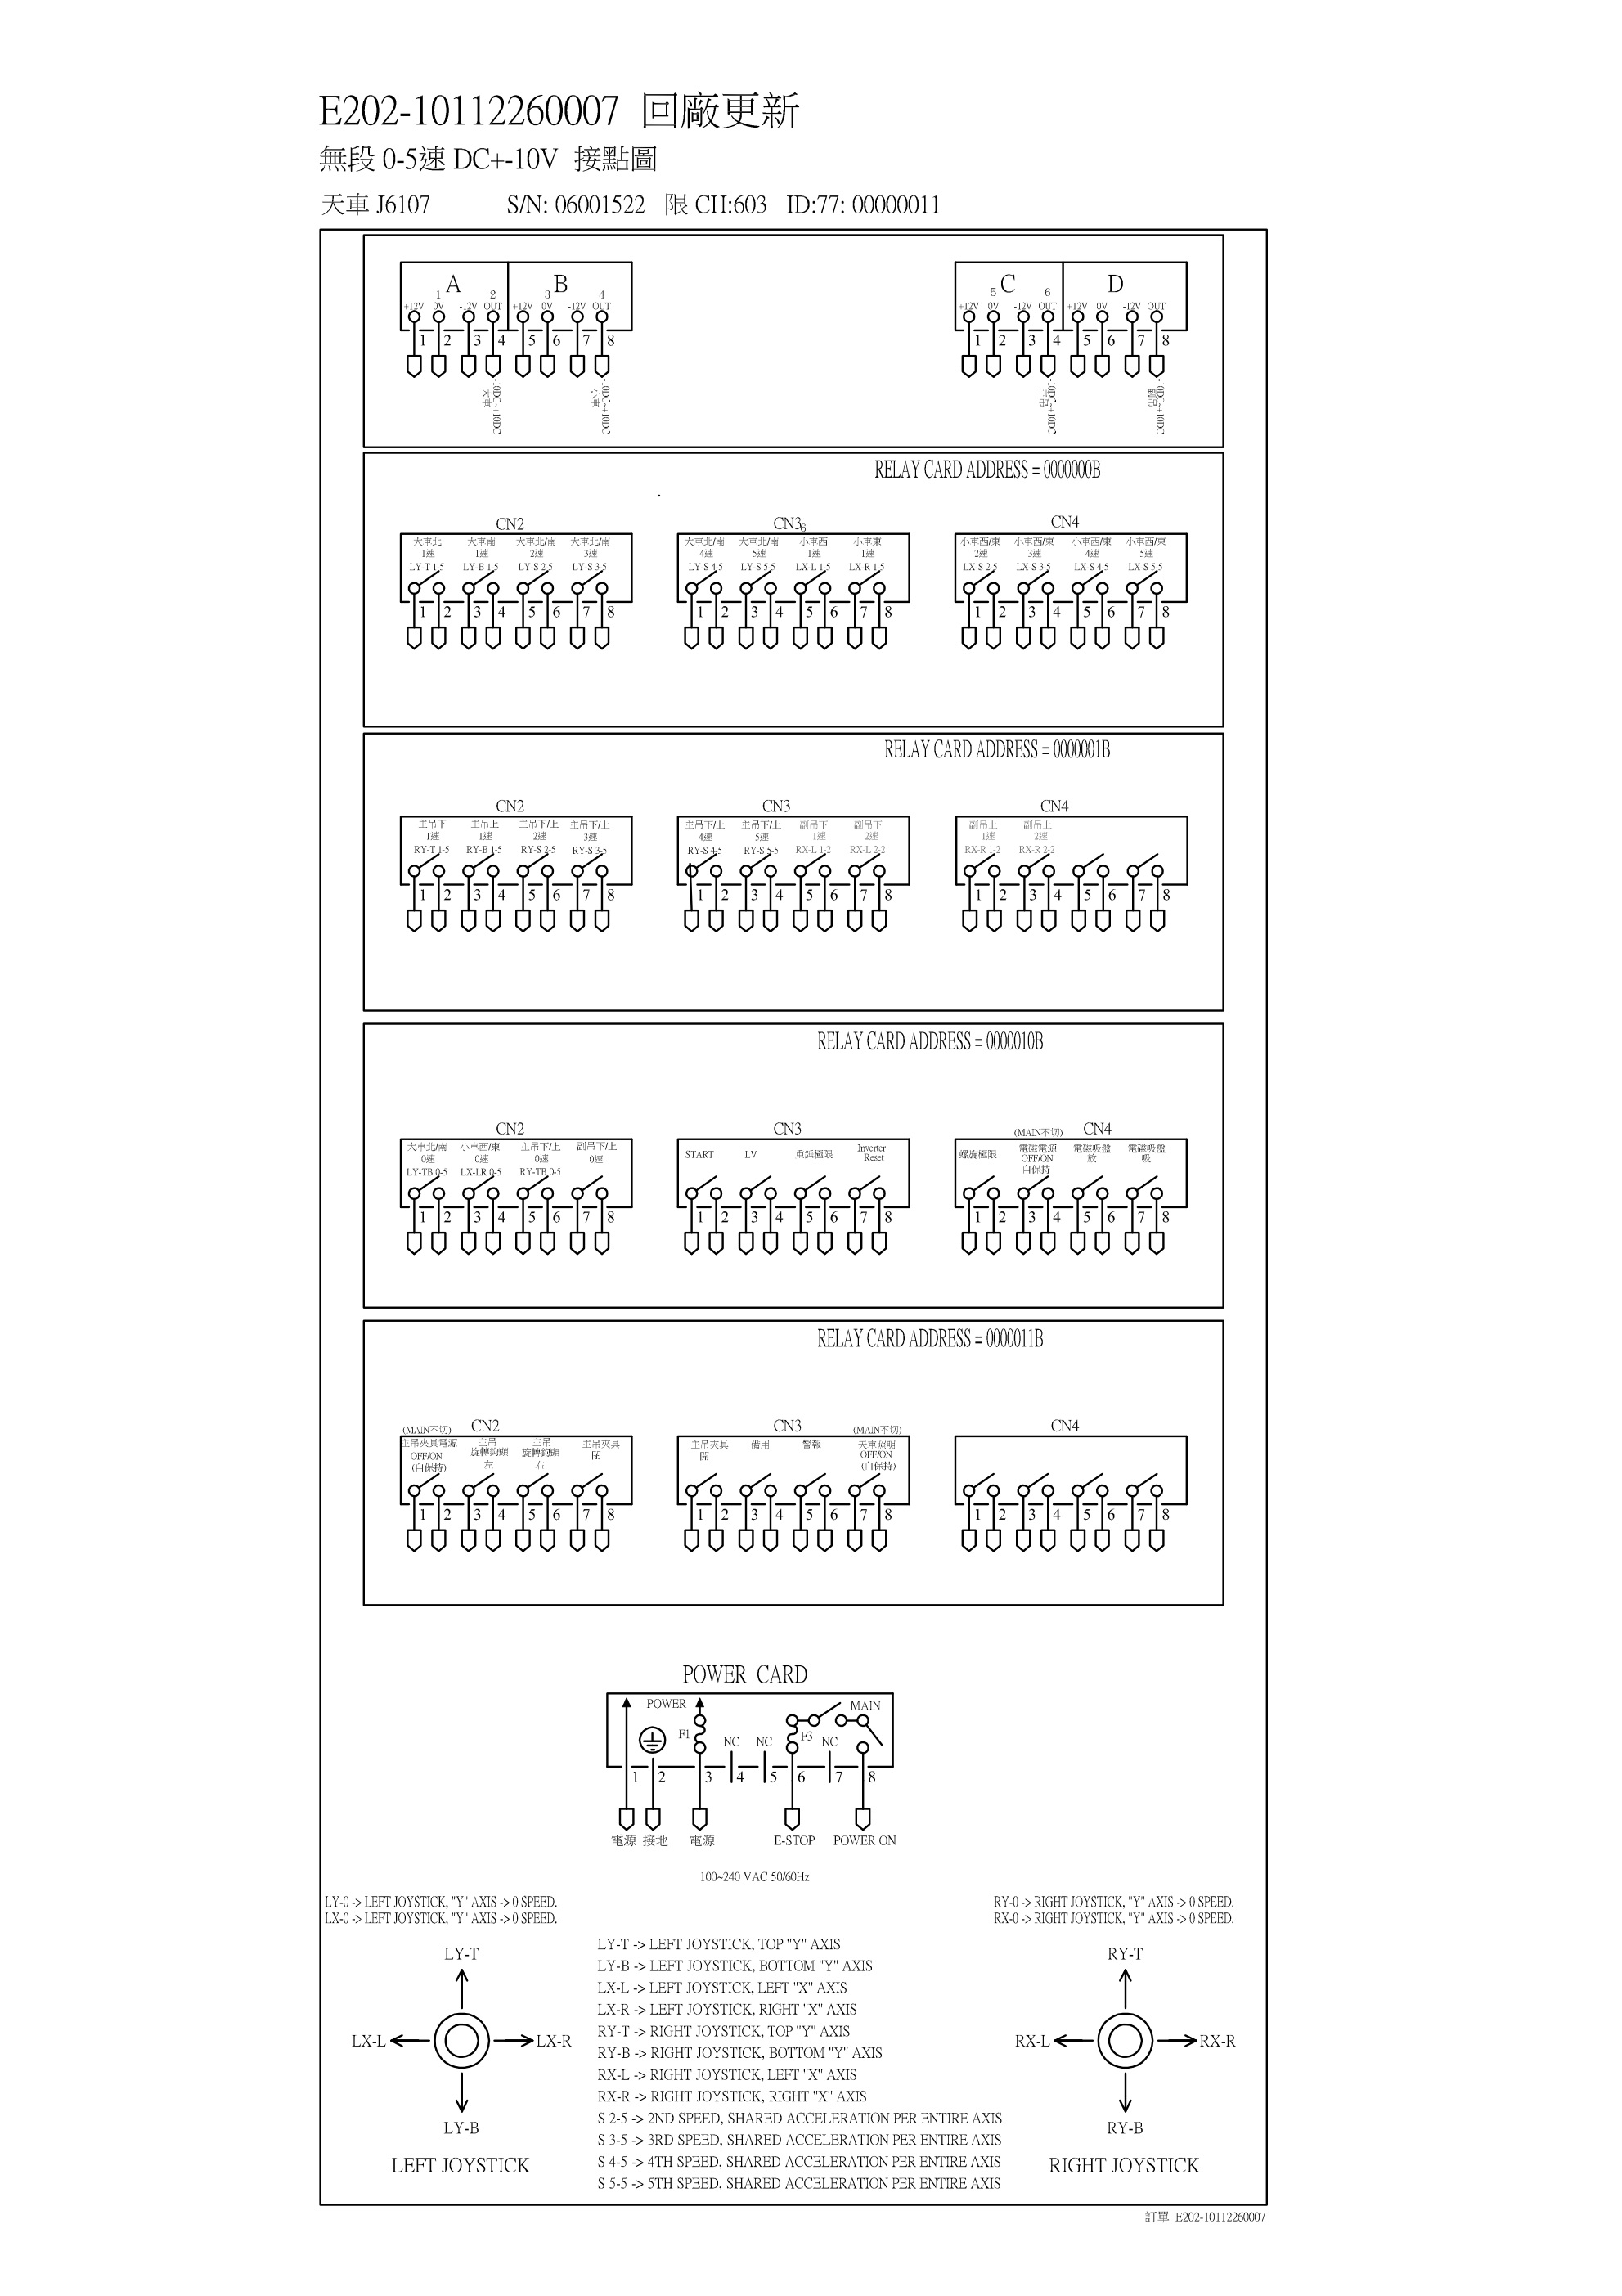 E202-10112260007 回廠更新
無段 0-5速 DC+-10V 接點圖
天車 J6107 S/N: 06001522 限 CH:603 ID:77: 00000011
A B C D
1 2 3 4 5 6
+12V 0V -12V OUT +12V 0V -12V OUT +12V 0V -12V OUT +12V 0V -12V OUT
1 2 3 4 5 6 7 8 1 2 3 4 5 6 7 8
-10DC~+10DC 大車
-10DC~+10DC 小車
-10DC~+10DC 主吊
-10DC~+10DC 副吊
RELAY CARD ADDRESS = 0000000B
CN2 CN3 6 CN4
大車北 大車南 大車北/南 大車北/南 大車北/南 大車北/南 小車西 小車東 小車西/東 小車西/東 小車西/東 小車西/東
1速 1速 2速 3速 4速 5速 1速 1速 2速 3速 4速 5速
LY-T 1-5 LY-B 1-5 LY-S 2-5 LY-S 3-5 LY-S 4-5 LY-S 5-5 LX-L 1-5 LX-R 1-5 LX-S 2-5 LX-S 3-5 LX-S 4-5 LX-S 5-5
1 2 3 4 5 6 7 8 1 2 3 4 5 6 7 8 1 2 3 4 5 6 7 8
RELAY CARD ADDRESS = 0000001B
CN2 CN3 CN4
主吊下 主吊上 主吊下/上 主吊下/上 主吊下/上 主吊下/上 副吊下 副吊下 副吊上 副吊上
1速 1速 2速 3速 4速 5速 1速 2速 1速 2速
RY-T 1-5 RY-B 1-5 RY-S 2-5 RY-S 3-5 RY-S 4-5 RY-S 5-5 RX-L 1-2 RX-L 2-2 RX-R 1-2 RX-R 2-2
1 2 3 4 5 6 7 8 1 2 3 4 5 6 7 8 1 2 3 4 5 6 7 8
RELAY CARD ADDRESS = 0000010B
CN2 CN3 (MAIN不切) CN4
大車北/南 小車西/東 主吊下/上 副吊下/上 START LV 重錘極限 Inverter 螺旋極限 電磁電源 電磁吸盤 電磁吸盤
0速 0速 0速 0速 Reset OFF/ON 放 吸
LY-TB 0-5 LX-LR 0-5 RY-TB 0-5 自保持
1 2 3 4 5 6 7 8 1 2 3 4 5 6 7 8 1 2 3 4 5 6 7 8
RELAY CARD ADDRESS = 0000011B
(MAIN不切) CN2 CN3 (MAIN不切) CN4
主吊夾具電源 主吊 主吊 主吊夾具 主吊夾具 備用 警報 天車照明
OFF/ON 旋轉鉤頭 旋轉鉤頭 閉 開 OFF/ON
(自保持) 左 右 (自保持)
1 2 3 4 5 6 7 8 1 2 3 4 5 6 7 8 1 2 3 4 5 6 7 8
POWER CARD
POWER MAIN
F1 NC NC F3 NC
1 2 3 4 5 6 7 8
電源 接地 電源 E-STOP POWER ON
100~240 VAC 50/60Hz
LY-0 -> LEFT JOYSTICK, "Y" AXIS -> 0 SPEED.
LX-0 -> LEFT JOYSTICK, "Y" AXIS -> 0 SPEED.
RY-0 -> RIGHT JOYSTICK, "Y" AXIS -> 0 SPEED.
RX-0 -> RIGHT JOYSTICK, "Y" AXIS -> 0 SPEED.
LY-T
LX-L LX-R
LY-B
LEFT JOYSTICK
LY-T -> LEFT JOYSTICK, TOP "Y" AXIS
LY-B -> LEFT JOYSTICK, BOTTOM "Y" AXIS
LX-L -> LEFT JOYSTICK, LEFT "X" AXIS
LX-R -> LEFT JOYSTICK, RIGHT "X" AXIS
RY-T -> RIGHT JOYSTICK, TOP "Y" AXIS
RY-B -> RIGHT JOYSTICK, BOTTOM "Y" AXIS
RX-L -> RIGHT JOYSTICK, LEFT "X" AXIS
RX-R -> RIGHT JOYSTICK, RIGHT "X" AXIS
S 2-5 -> 2ND SPEED, SHARED ACCELERATION PER ENTIRE AXIS
S 3-5 -> 3RD SPEED, SHARED ACCELERATION PER ENTIRE AXIS
S 4-5 -> 4TH SPEED, SHARED ACCELERATION PER ENTIRE AXIS
S 5-5 -> 5TH SPEED, SHARED ACCELERATION PER ENTIRE AXIS
RY-T
RX-L RX-R
RY-B
RIGHT JOYSTICK
訂單 E202-10112260007